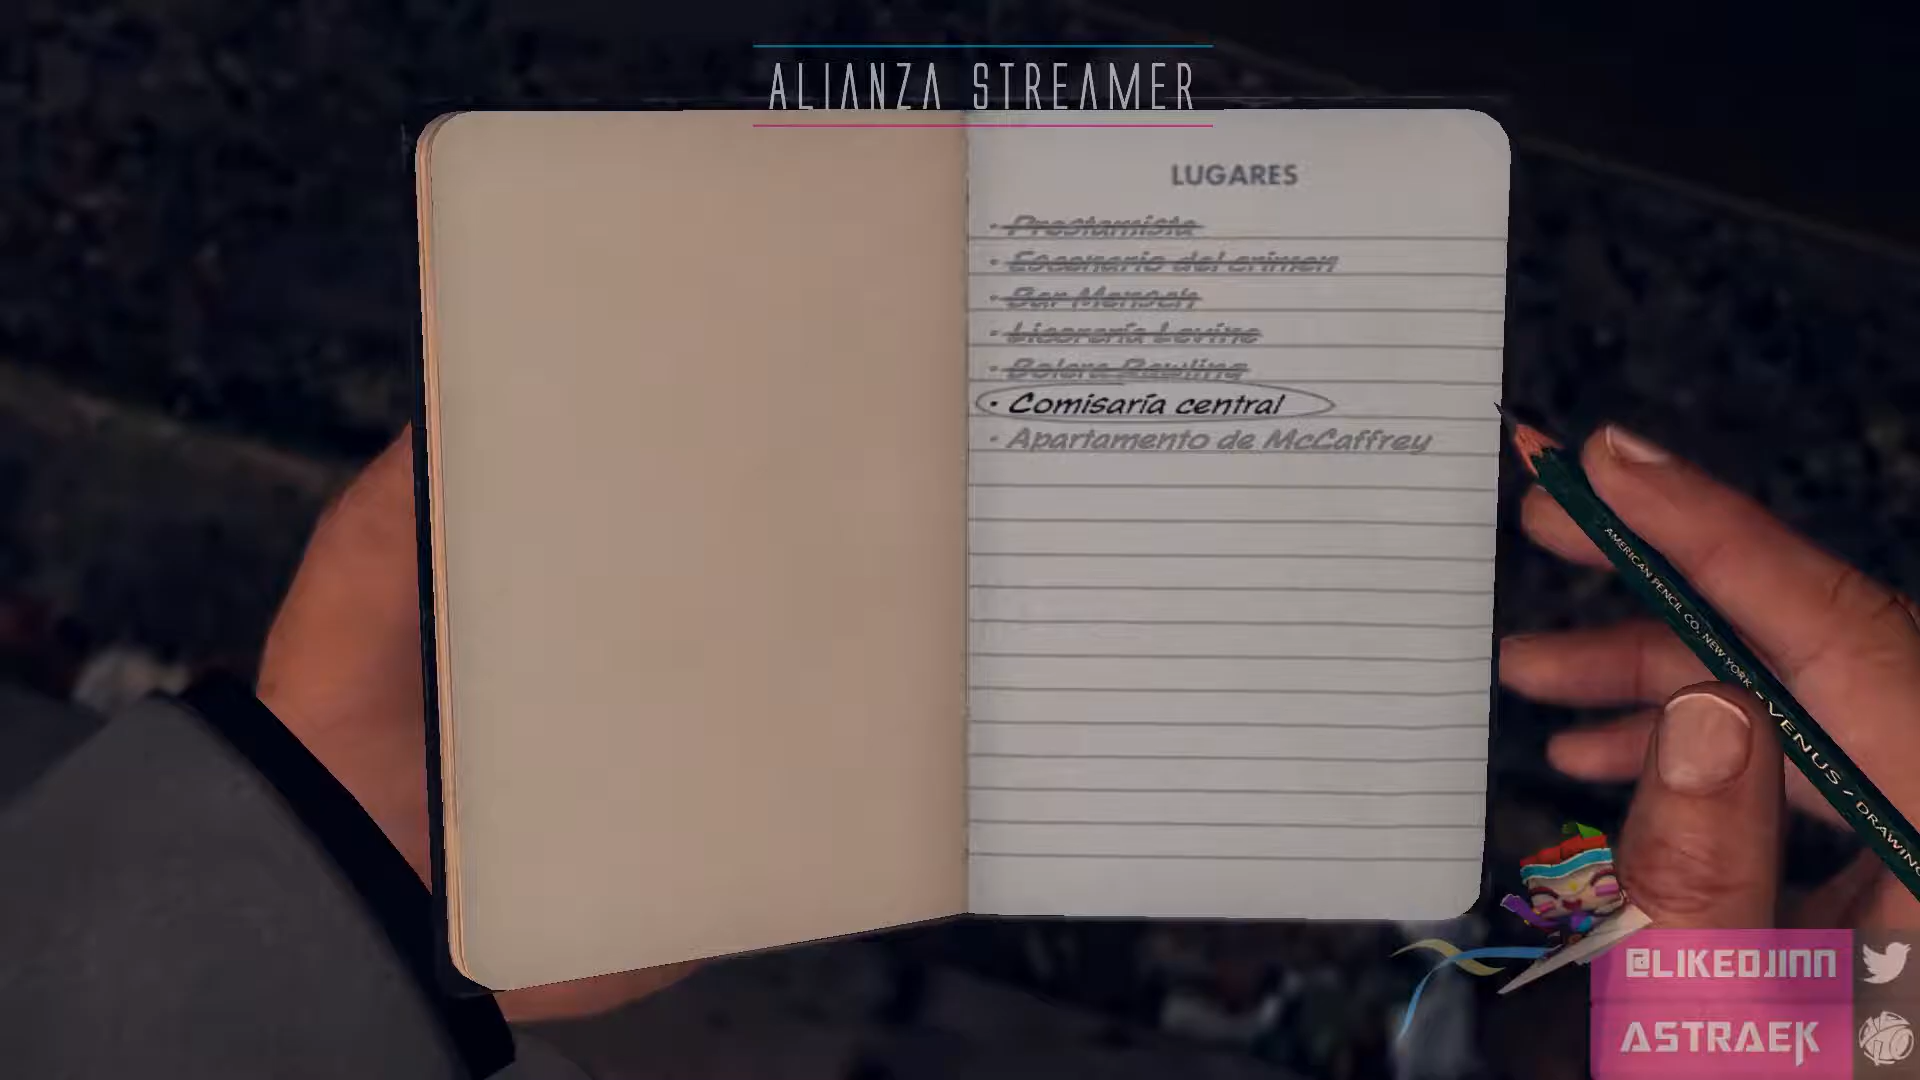 ALIANZA STREAMER
LUGARES
· Prestamista
· Escenario del crimen
· Bar Mensch
· Licorería Levine
· Bolera Rawling
· Comisaría central
· Apartamento de McCaffrey
AMERICAN PENCIL CO. NEW YORK - VENUS / DRAWING
@LIKEDJINN
ASTRAEK